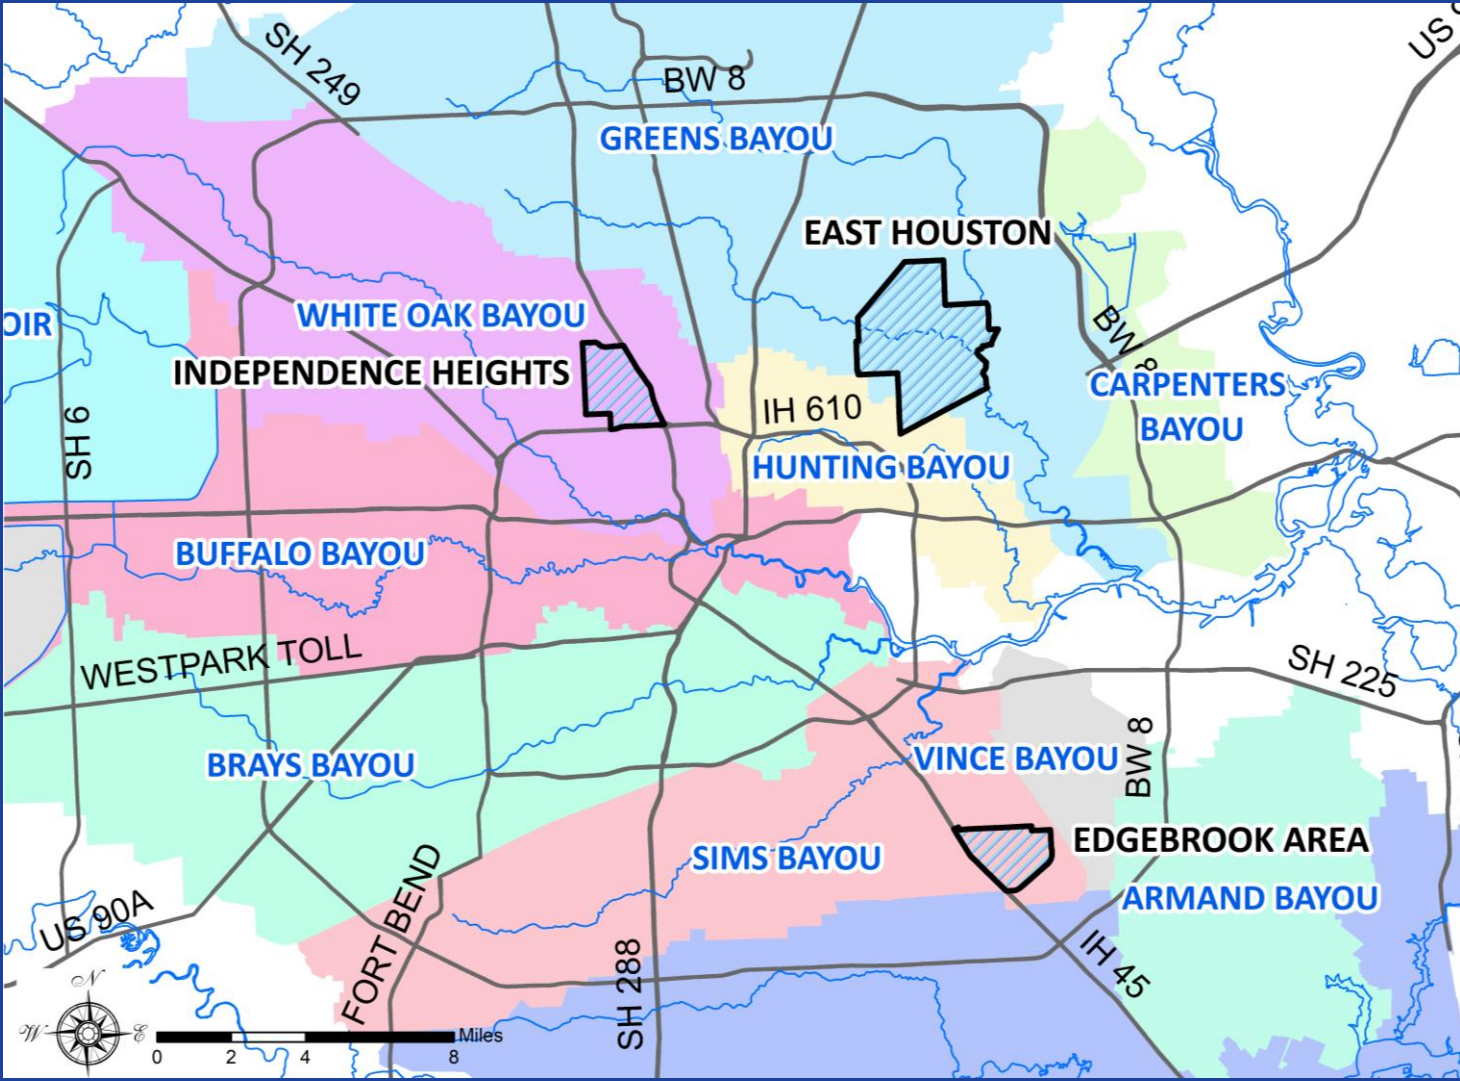 SH 249
US 9
BW 8
GREENS BAYOU
EAST HOUSTON
OIR
WHITE OAK BAYOU
BW 8
INDEPENDENCE HEIGHTS
CARPENTERS
BAYOU
IH 610
SH 6
HUNTING BAYOU
BUFFALO BAYOU
WESTPARK TOLL
SH 225
BRAYS BAYOU
VINCE BAYOU
BW 8
EDGEBROOK AREA
SIMS BAYOU
ARMAND BAYOU
US 90A
FORT BEND
SH 288
IH 45
N
W
E
S
Miles
0 2 4 8